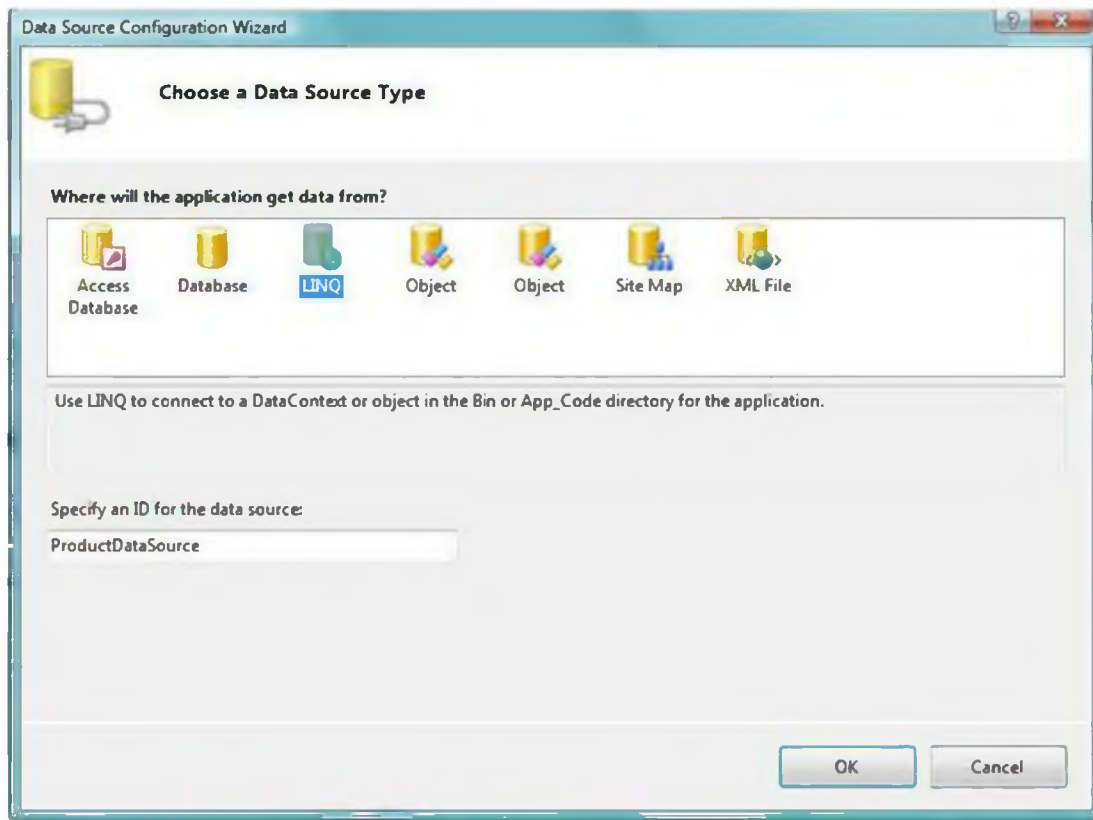 Data Source Configuration Wizard
Choose a Data Source Type
Where will the application get data from?
Access Database
Database
LINQ
Object
Object
Site Map
XML File
Use LINQ to connect to a DataContext or object in the Bin or App_Code directory for the application.
Specify an ID for the data source:
ProductDataSource
OK
Cancel